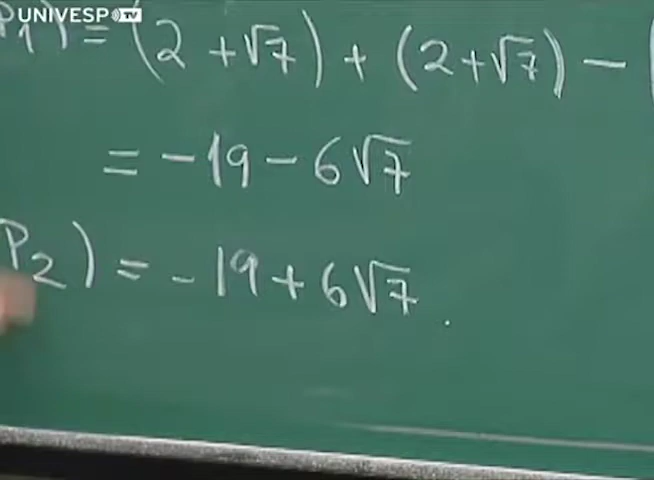 UNIVESP TV
P₁) = (2 + √7) + (2 + √7) − (
= −19 − 6√7
P₂) = −19 + 6√7.